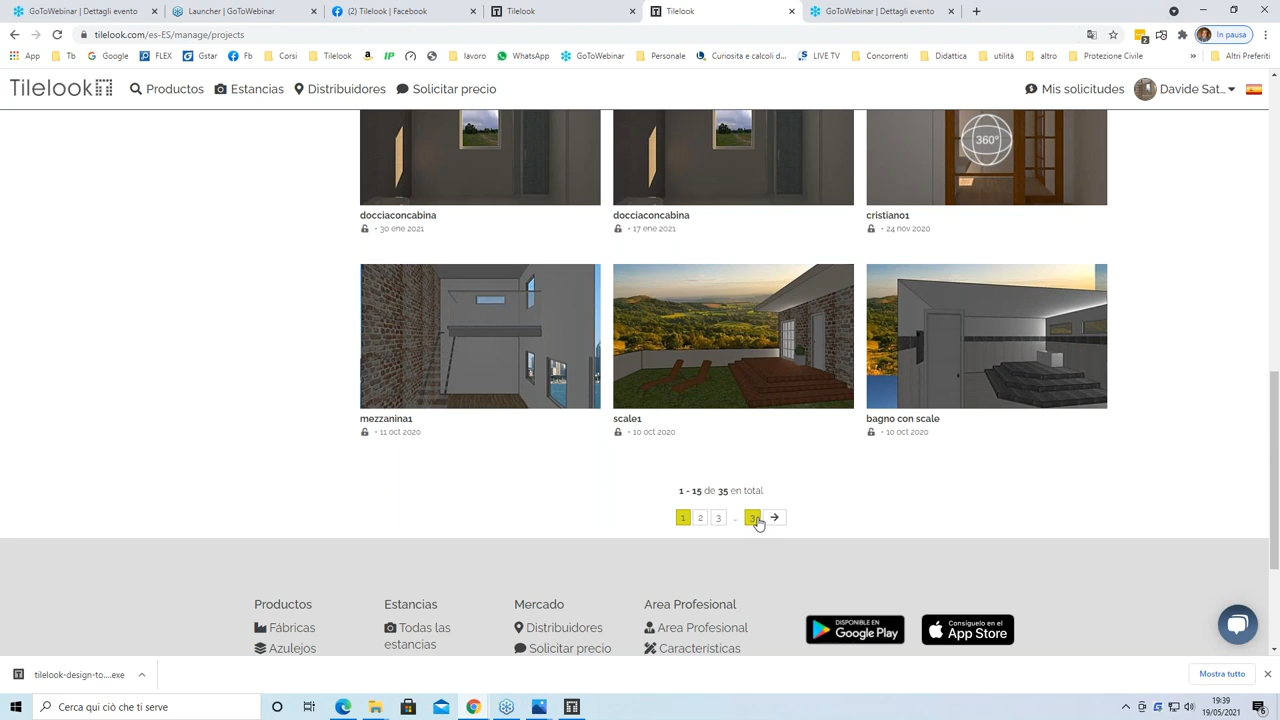 GoToWebinar | Dettagli evento
Launcher | GoToWebinar
Tilelook | Facebook
Tilelook
Tilelook
GoToWebinar | Dettagli evento
tilelook.com/es-ES/manage/projects
2
In pausa
App
Tb
Google
FLEX
Gstar
Fb
Corsi
Tilelook
IP
lavoro
WhatsApp
GoToWebinar
Personale
Curiosita e calcoli d...
LIVE TV
Concorrenti
Didattica
utilità
altro
Protezione Civile
»
Altri Preferiti
Tilelook
Productos
Estancias
Distribuidores
Solicitar precio
Mis solicitudes
Davide Sat...
360°
docciaconcabina
docciaconcabina
cristiano1
• 30 ene 2021
• 17 ene 2021
• 24 nov 2020
mezzanina1
scale1
bagno con scale
• 11 oct 2020
• 10 oct 2020
• 10 oct 2020
1 - 15 de 35 en total
1 2 3 ... 3
Productos
Estancias
Mercado
Area Profesional
Fábricas
Todas las estancias
Distribuidores
Area Profesional
Azulejos
Solicitar precio
Características
DISPONIBLE EN
Google Play
Consíguelo en el
App Store
tilelook-design-to....exe
Mostra tutto
Cerca qui ciò che ti serve
19:39
19/05/2021
6